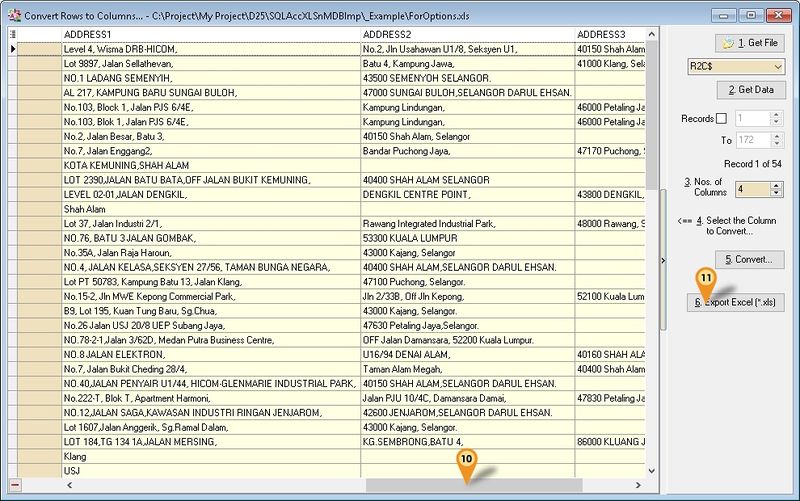 Convert Rows to Columns... - C:\Project\My Project\D25\SQLAccXLSnMDBImp\_Example\ForOptions.xls
ADDRESS1 ADDRESS2 ADDRESS3
Level 4, Wisma DRB-HICOM, No.2, Jln Usahawan U1/8, Seksyen U1, 40150 Shah Alam
Lot 9897, Jalan Sellathevan, Batu 4, Kampung Jawa, 41000 Klang, Sela
NO.1 LADANG SEMENYIH, 43500 SEMENYOH SELANGOR.
AL 217, KAMPUNG BARU SUNGAI BULOH, 47000 SUNGAI BULOH,SELANGOR DARUL EHSAN.
No.103, Block 1, Jalan PJS 6/4E, Kampung Lindungan, 46000 Petaling Ja
No.103, Blok 1, Jalan PJS 6/4E, Kampung Lindungan, 46000 Petaling Ja
No.2, Jalan Besar, Batu 3, 40150 Shah Alam, Selangor
No.7, Jalan Enggang2, Bandar Puchong Jaya, 47170 Puchong, S
KOTA KEMUNING,SHAH ALAM
LOT 2390,JALAN BATU BATA,OFF JALAN BUKIT KEMUNING, 40400 SHAH ALAM SELANGOR
LEVEL 02-01,JALAN DENGKIL, DENGKIL CENTRE POINT, 43800 DENGKIL,
Shah Alam
Lot 37, Jalan Industri 2/1, Rawang Integrated Industrial Park, 48000 Rawang, S
NO.76, BATU 3 JALAN GOMBAK, 53300 KUALA LUMPUR
No.35A, Jalan Raja Haroun, 43000 Kajang, Selangor
NO.4, JALAN KELASA,SEKSYEN 27/56, TAMAN BUNGA NEGARA, 40400 SHAH ALAM,SELANGOR DARUL EHSAN.
Lot PT 50783, Kampung Batu 13, Jalan Klang, 47100 Puchong, Selangor.
No.15-2, Jln MWE Kepong Commercial Park, Jln 2/33B, Off Jln Kepong, 52100 Kuala Lum
B9, Lot 195, Kuan Tung Baru, Sg.Chua, 43000 Kajang, Selangor.
No.26 Jalan USJ 20/8 UEP Subang Jaya, 47630 Petaling Jaya,Selangor.
NO.78-2-1,Jalan 3/62D, Medan Putra Business Centre, OFF Jalan Damansara, 52200 Kuala Lumpur.
NO.8 JALAN ELEKTRON, U16/94 DENAI ALAM, 40160 SHAH ALA
No.7, Jalan Bukit Cheding 28/4, Taman Alam Megah, 40400 Shah Alam,
NO.40,JALAN PENYAIR U1/44, HICOM-GLENMARIE INDUSTRIAL PARK, 40150 SHAH ALAM,SELANGOR DARUL EHSAN.
No.222-T, Blok T, Apartment Harmoni, Jalan PJU 10/4C, Damansara Damai, 47830 Petaling Ja
NO.12,JALAN SAGA,KAWASAN INDUSTRI RINGAN JENJAROM, 42600 JENJAROM,SELANGOR DARUL EHSAN.
Lot 1607,Jalan Anggerik, Sg.Ramal Dalam, 43000 Kajang, Selangor.
LOT 184,TG 134 1A,JALAN MERSING, KG.SEMBRONG,BATU 4, 86000 KLUANG J
Klang
USJ
10
1. Get File
R2C$
2. Get Data
Records 1
To 172
Record 1 of 54
3. Nos. of
Columns 4
<== 4. Select the Column
to Convert...
5. Convert...
11
6. Export Excel (*.xls)